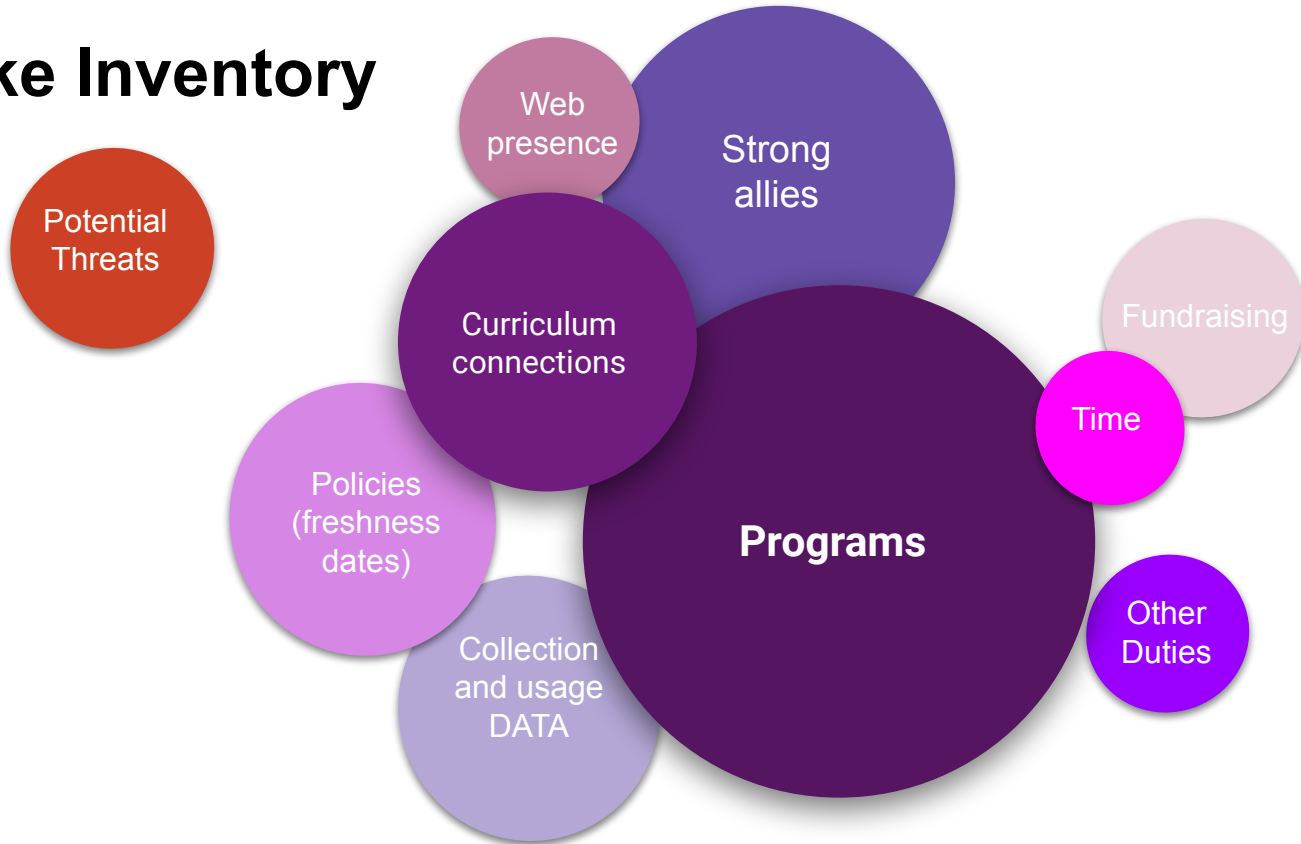 ke Inventory
Web
presence
Strong
allies
Potential
Threats
Fundraising
Curriculum
connections
Time
Policies
(freshness
dates)
Programs
Other
Duties
Collection
and usage
DATA